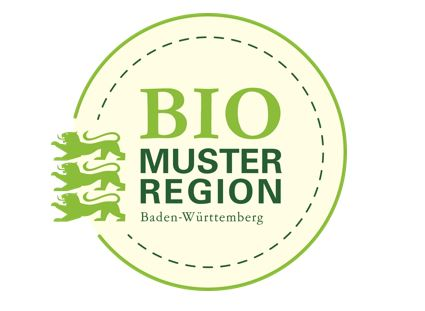 BIO
MUSTER
REGION
Baden-Württemberg